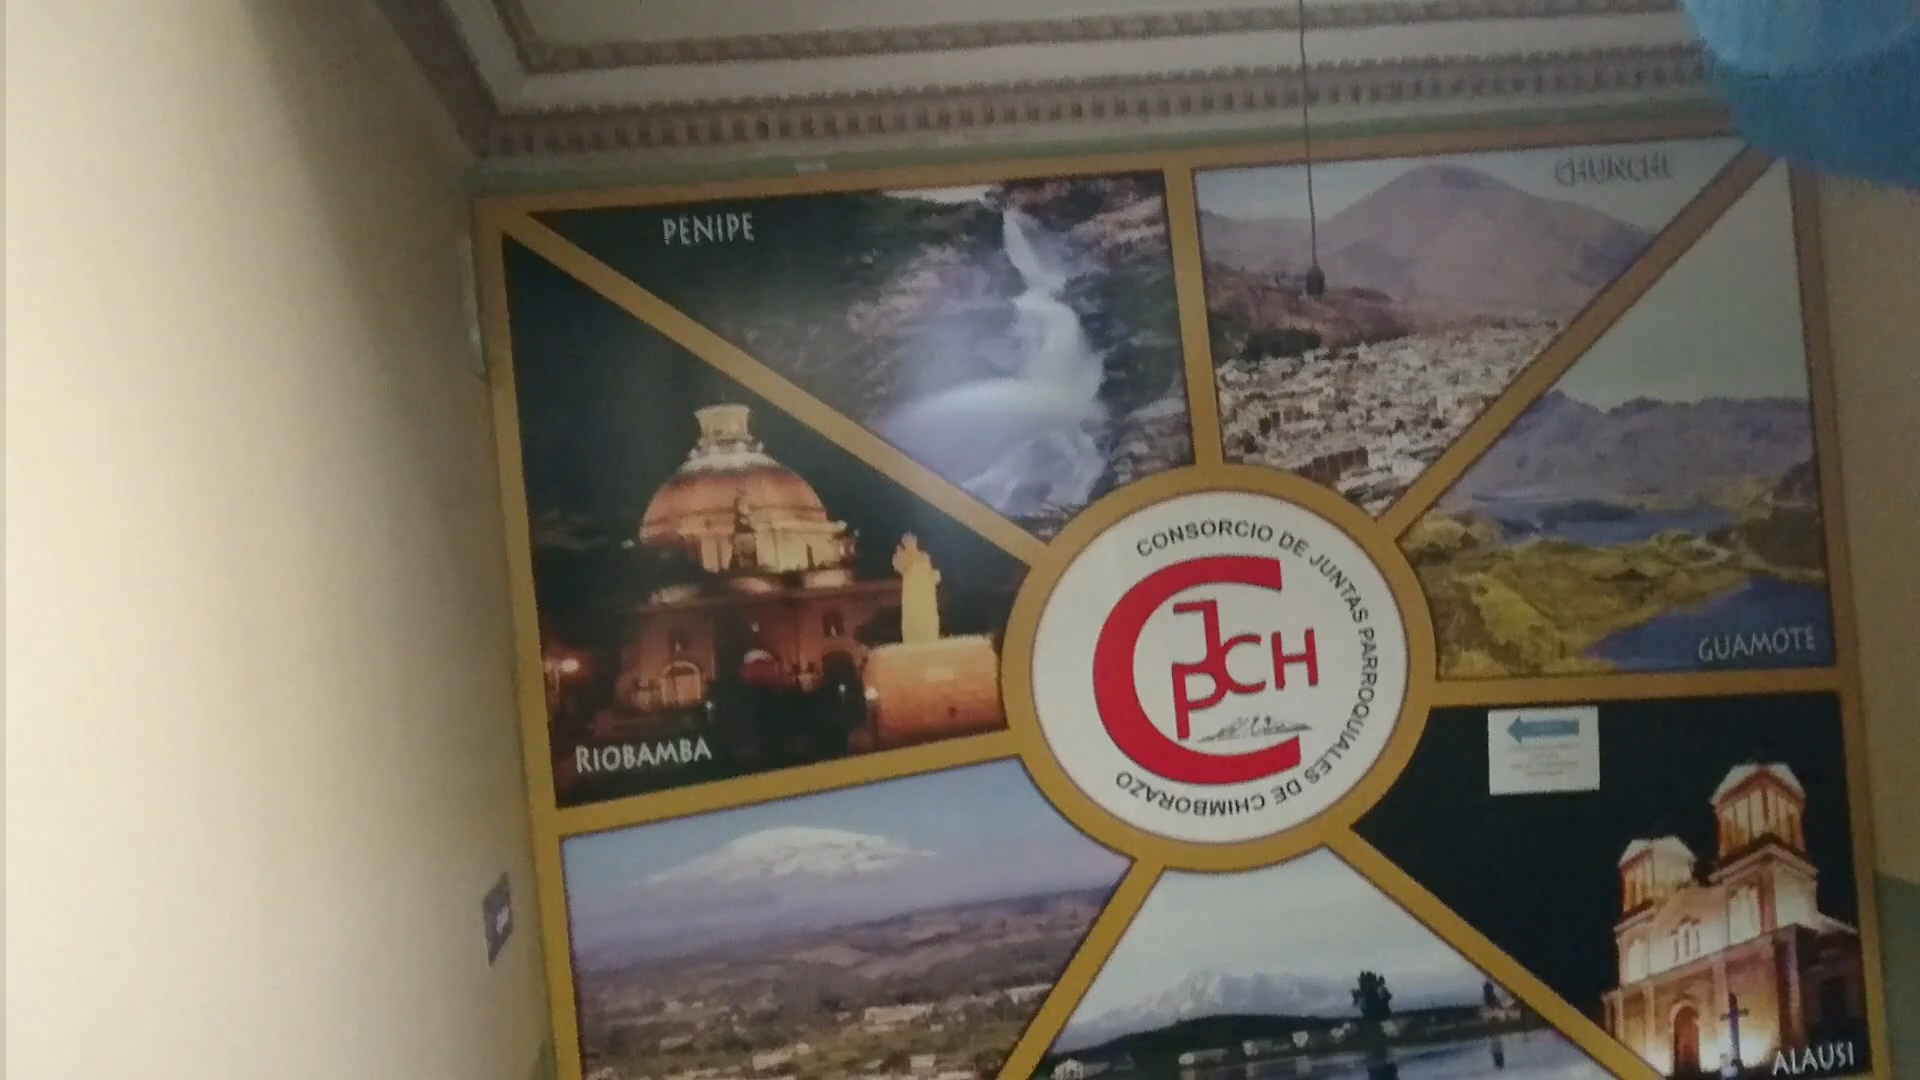 PENIPE
CHUNCHI
RIOBAMBA
CONSORCIO DE JUNTAS PARROQUIALES DE CHIMBORAZO
CJPCH
GUAMOTE
ALAUSI